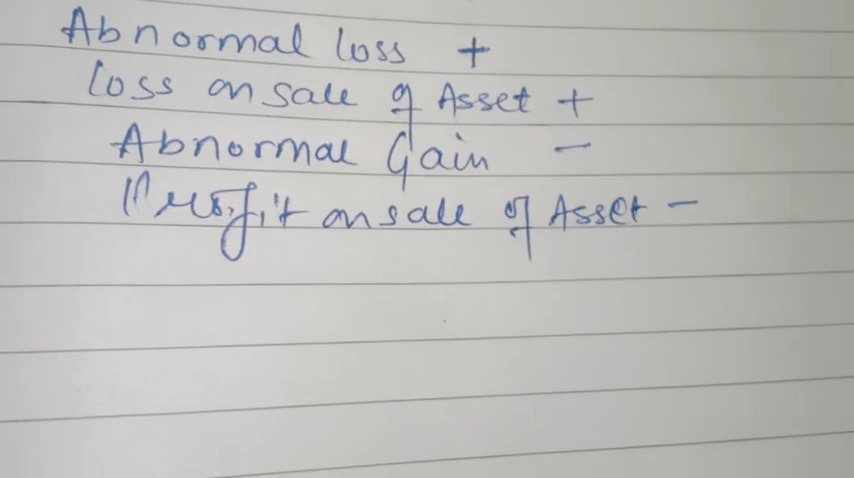 Abnormal loss +
loss on sale of Asset +
Abnormal Gain -
Profit on sale of Asset -